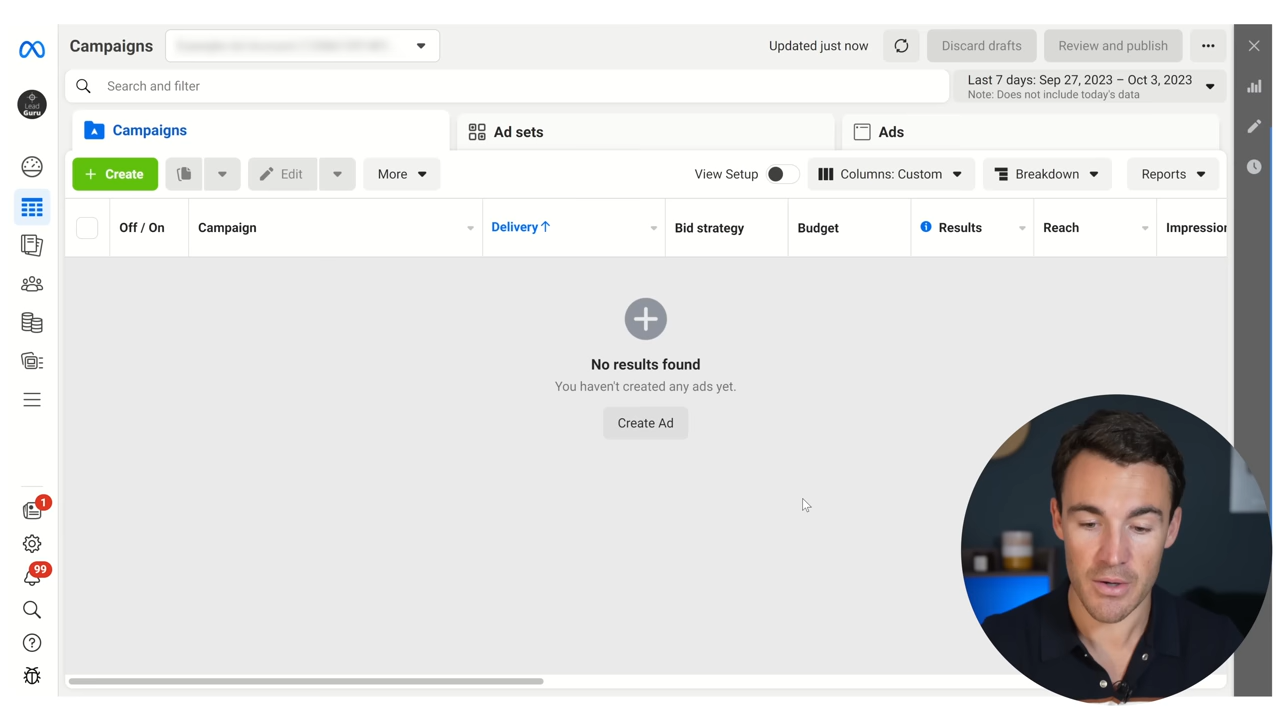 Campaigns
Updated just now
Discard drafts
Review and publish
Lead
Guru
Search and filter
Last 7 days: Sep 27, 2023 – Oct 3, 2023
Note: Does not include today's data
Campaigns
Ad sets
Ads
+ Create
Edit
More
View Setup
Columns: Custom
Breakdown
Reports
Off / On
Campaign
Delivery↑
Bid strategy
Budget
Results
Reach
Impression
No results found
You haven't created any ads yet.
Create Ad
1
99